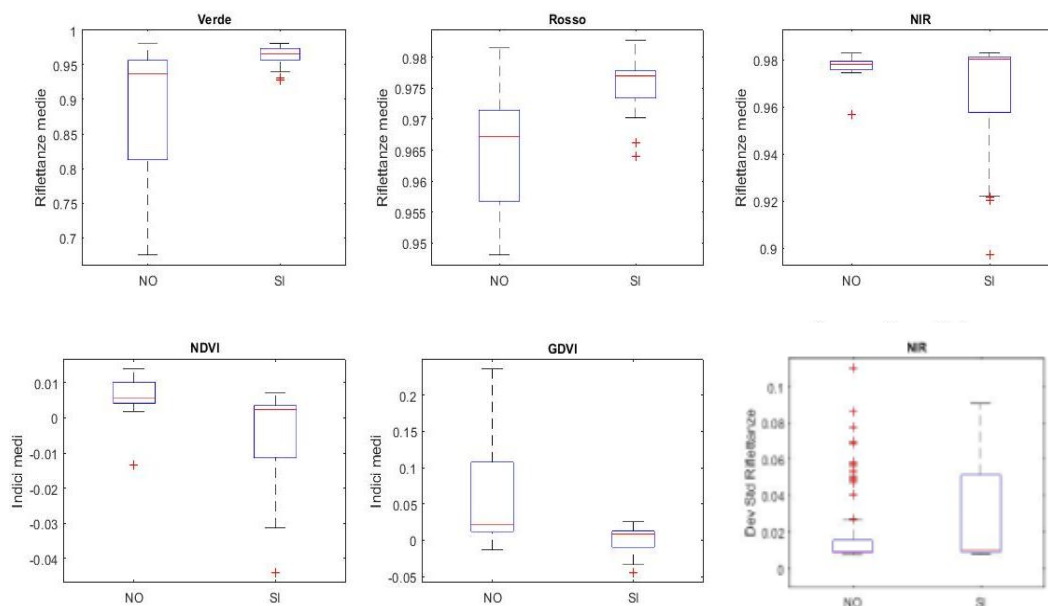 Verde
Riflettanze medie
1
0.95
0.9
0.85
0.8
0.75
0.7
NO SI
Rosso
Riflettanze medie
0.98
0.975
0.97
0.965
0.96
0.955
0.95
NO SI
NIR
Riflettanze medie
0.98
0.96
0.94
0.92
0.9
NO SI
NDVI
Indici medi
0.01
0
-0.01
-0.02
-0.03
-0.04
NO SI
GDVI
Indici medi
0.2
0.15
0.1
0.05
0
-0.05
NO SI
NIR
Dev Std Riflettanze
0.1
0.08
0.06
0.04
0.02
0
NO SI